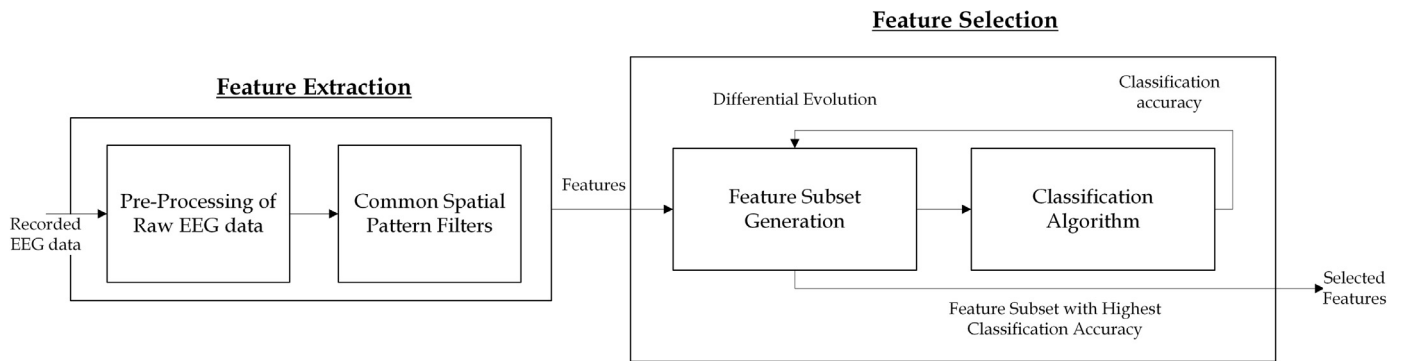 Feature Selection
Feature Extraction
Differential Evolution
Classification
accuracy
Recorded
EEG data
Pre-Processing of
Raw EEG data
Common Spatial
Pattern Filters
Features
Feature Subset
Generation
Classification
Algorithm
Feature Subset with Highest
Classification Accuracy
Selected
Features